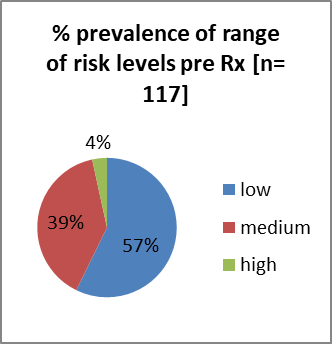 % prevalence of range
of risk levels pre Rx [n=
117]
4%
39%
57%
low
medium
high